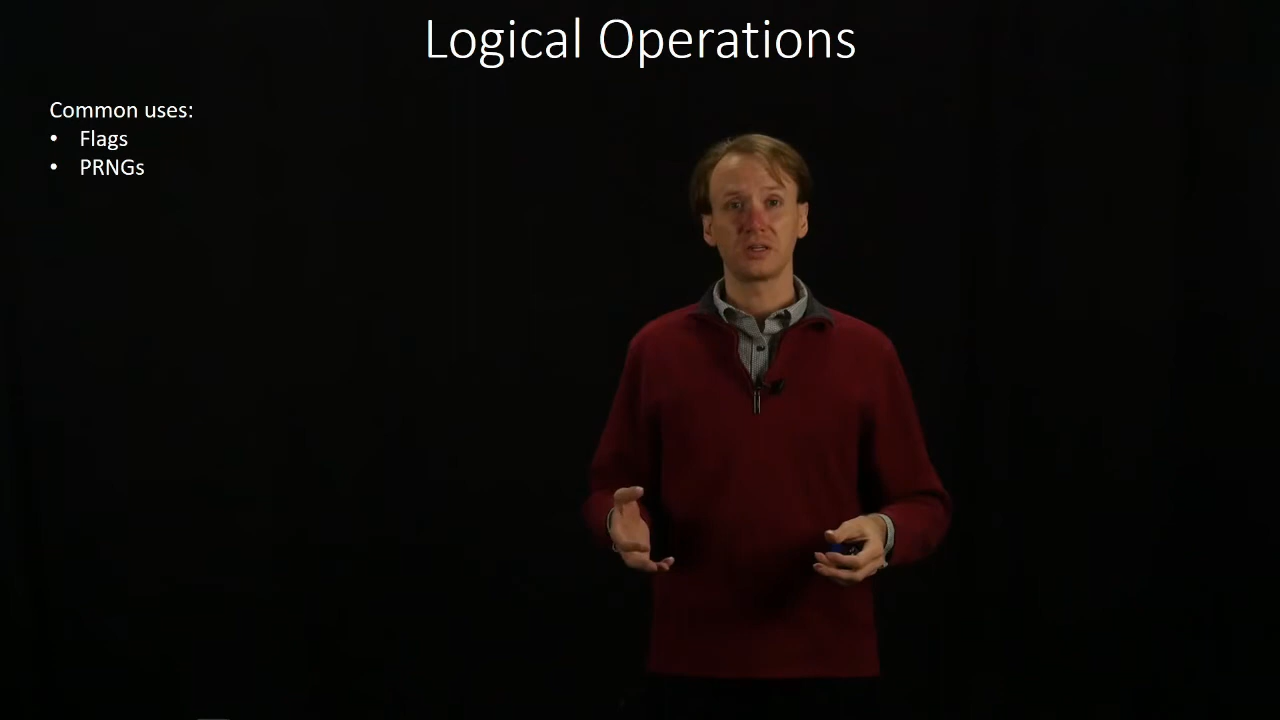 Logical Operations
Common uses:
• Flags
• PRNGs